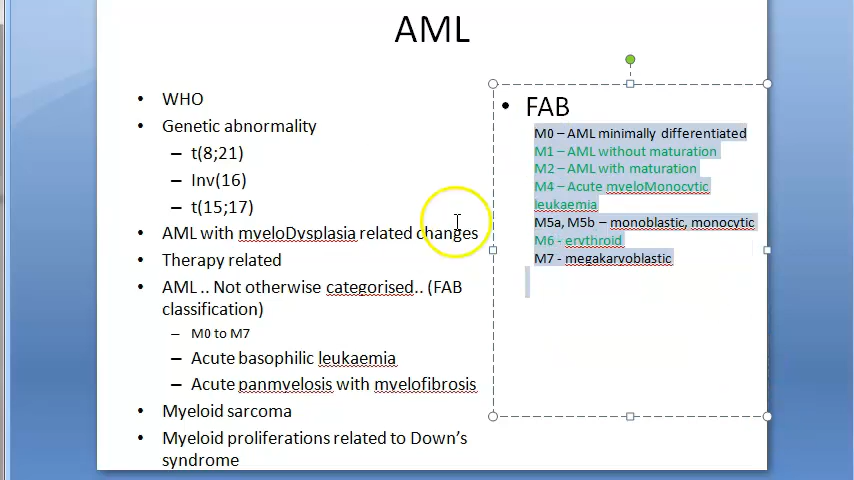 AML
• WHO
• Genetic abnormality
– t(8;21)
– Inv(16)
– t(15;17)
• AML with myeloDysplasia related changes
• Therapy related
• AML .. Not otherwise categorised.. (FAB
classification)
– M0 to M7
– Acute basophilic leukaemia
– Acute panmyelosis with myelofibrosis
• Myeloid sarcoma
• Myeloid proliferations related to Down's
syndrome
• FAB
M0 – AML minimally differentiated
M1 – AML without maturation
M2 – AML with maturation
M4 – Acute myeloMonocytic
leukaemia
M5a, M5b – monoblastic, monocytic
M6 - erythroid
M7 - megakaryoblastic